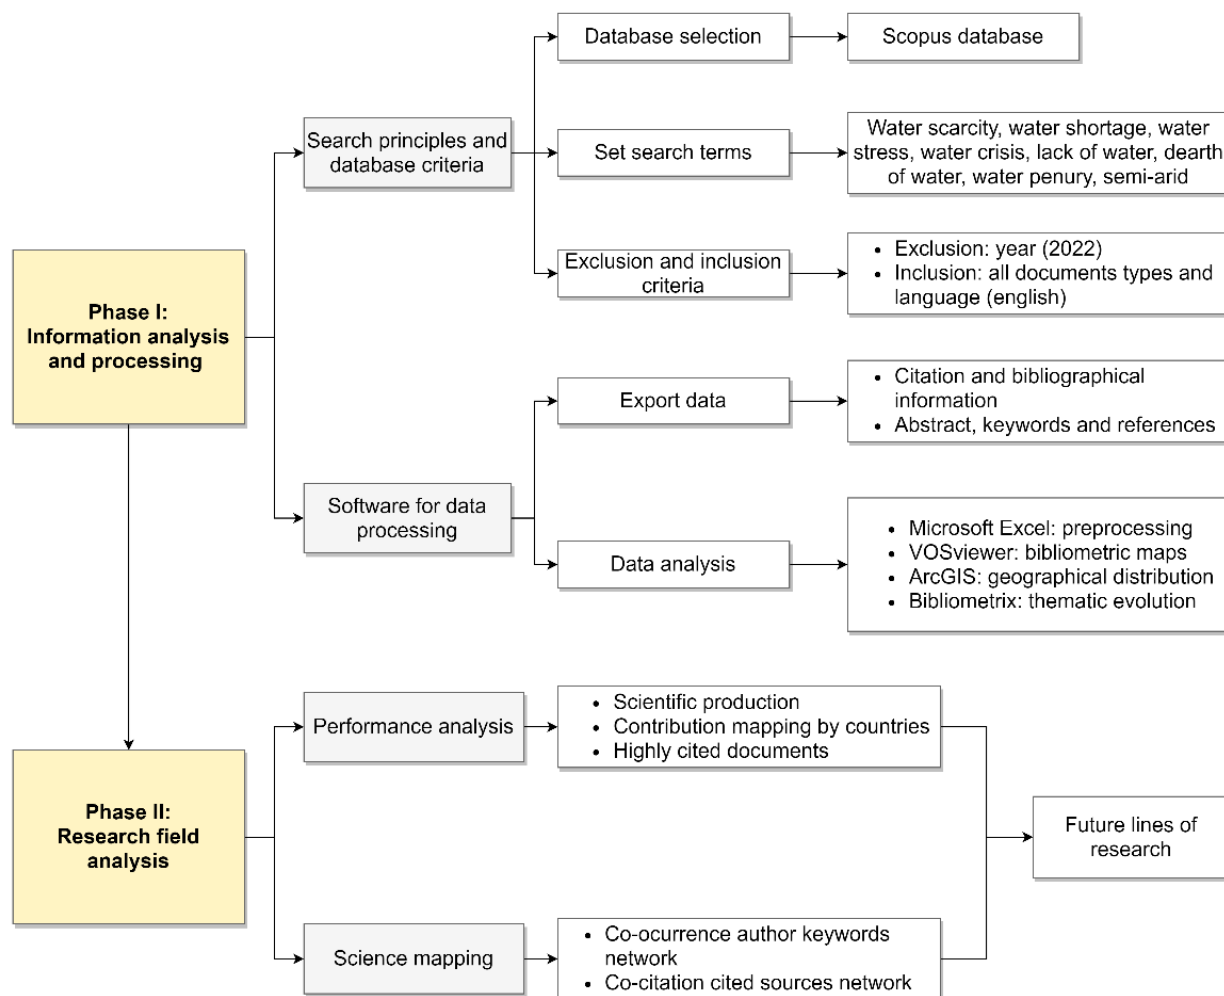 Database selection
Scopus database
Search principles and
database criteria
Set search terms
Water scarcity, water shortage, water
stress, water crisis, lack of water, dearth
of water, water penury, semi-arid
Exclusion and inclusion
criteria
• Exclusion: year (2022)
• Inclusion: all documents types and
language (english)
Phase I:
Information analysis
and processing
Export data
• Citation and bibliographical
information
• Abstract, keywords and references
Software for data
processing
Data analysis
• Microsoft Excel: preprocessing
• VOSviewer: bibliometric maps
• ArcGIS: geographical distribution
• Bibliometrix: thematic evolution
Performance analysis
• Scientific production
• Contribution mapping by countries
• Highly cited documents
Phase II:
Research field
analysis
Future lines of
research
Science mapping
• Co-ocurrence author keywords
network
• Co-citation cited sources network